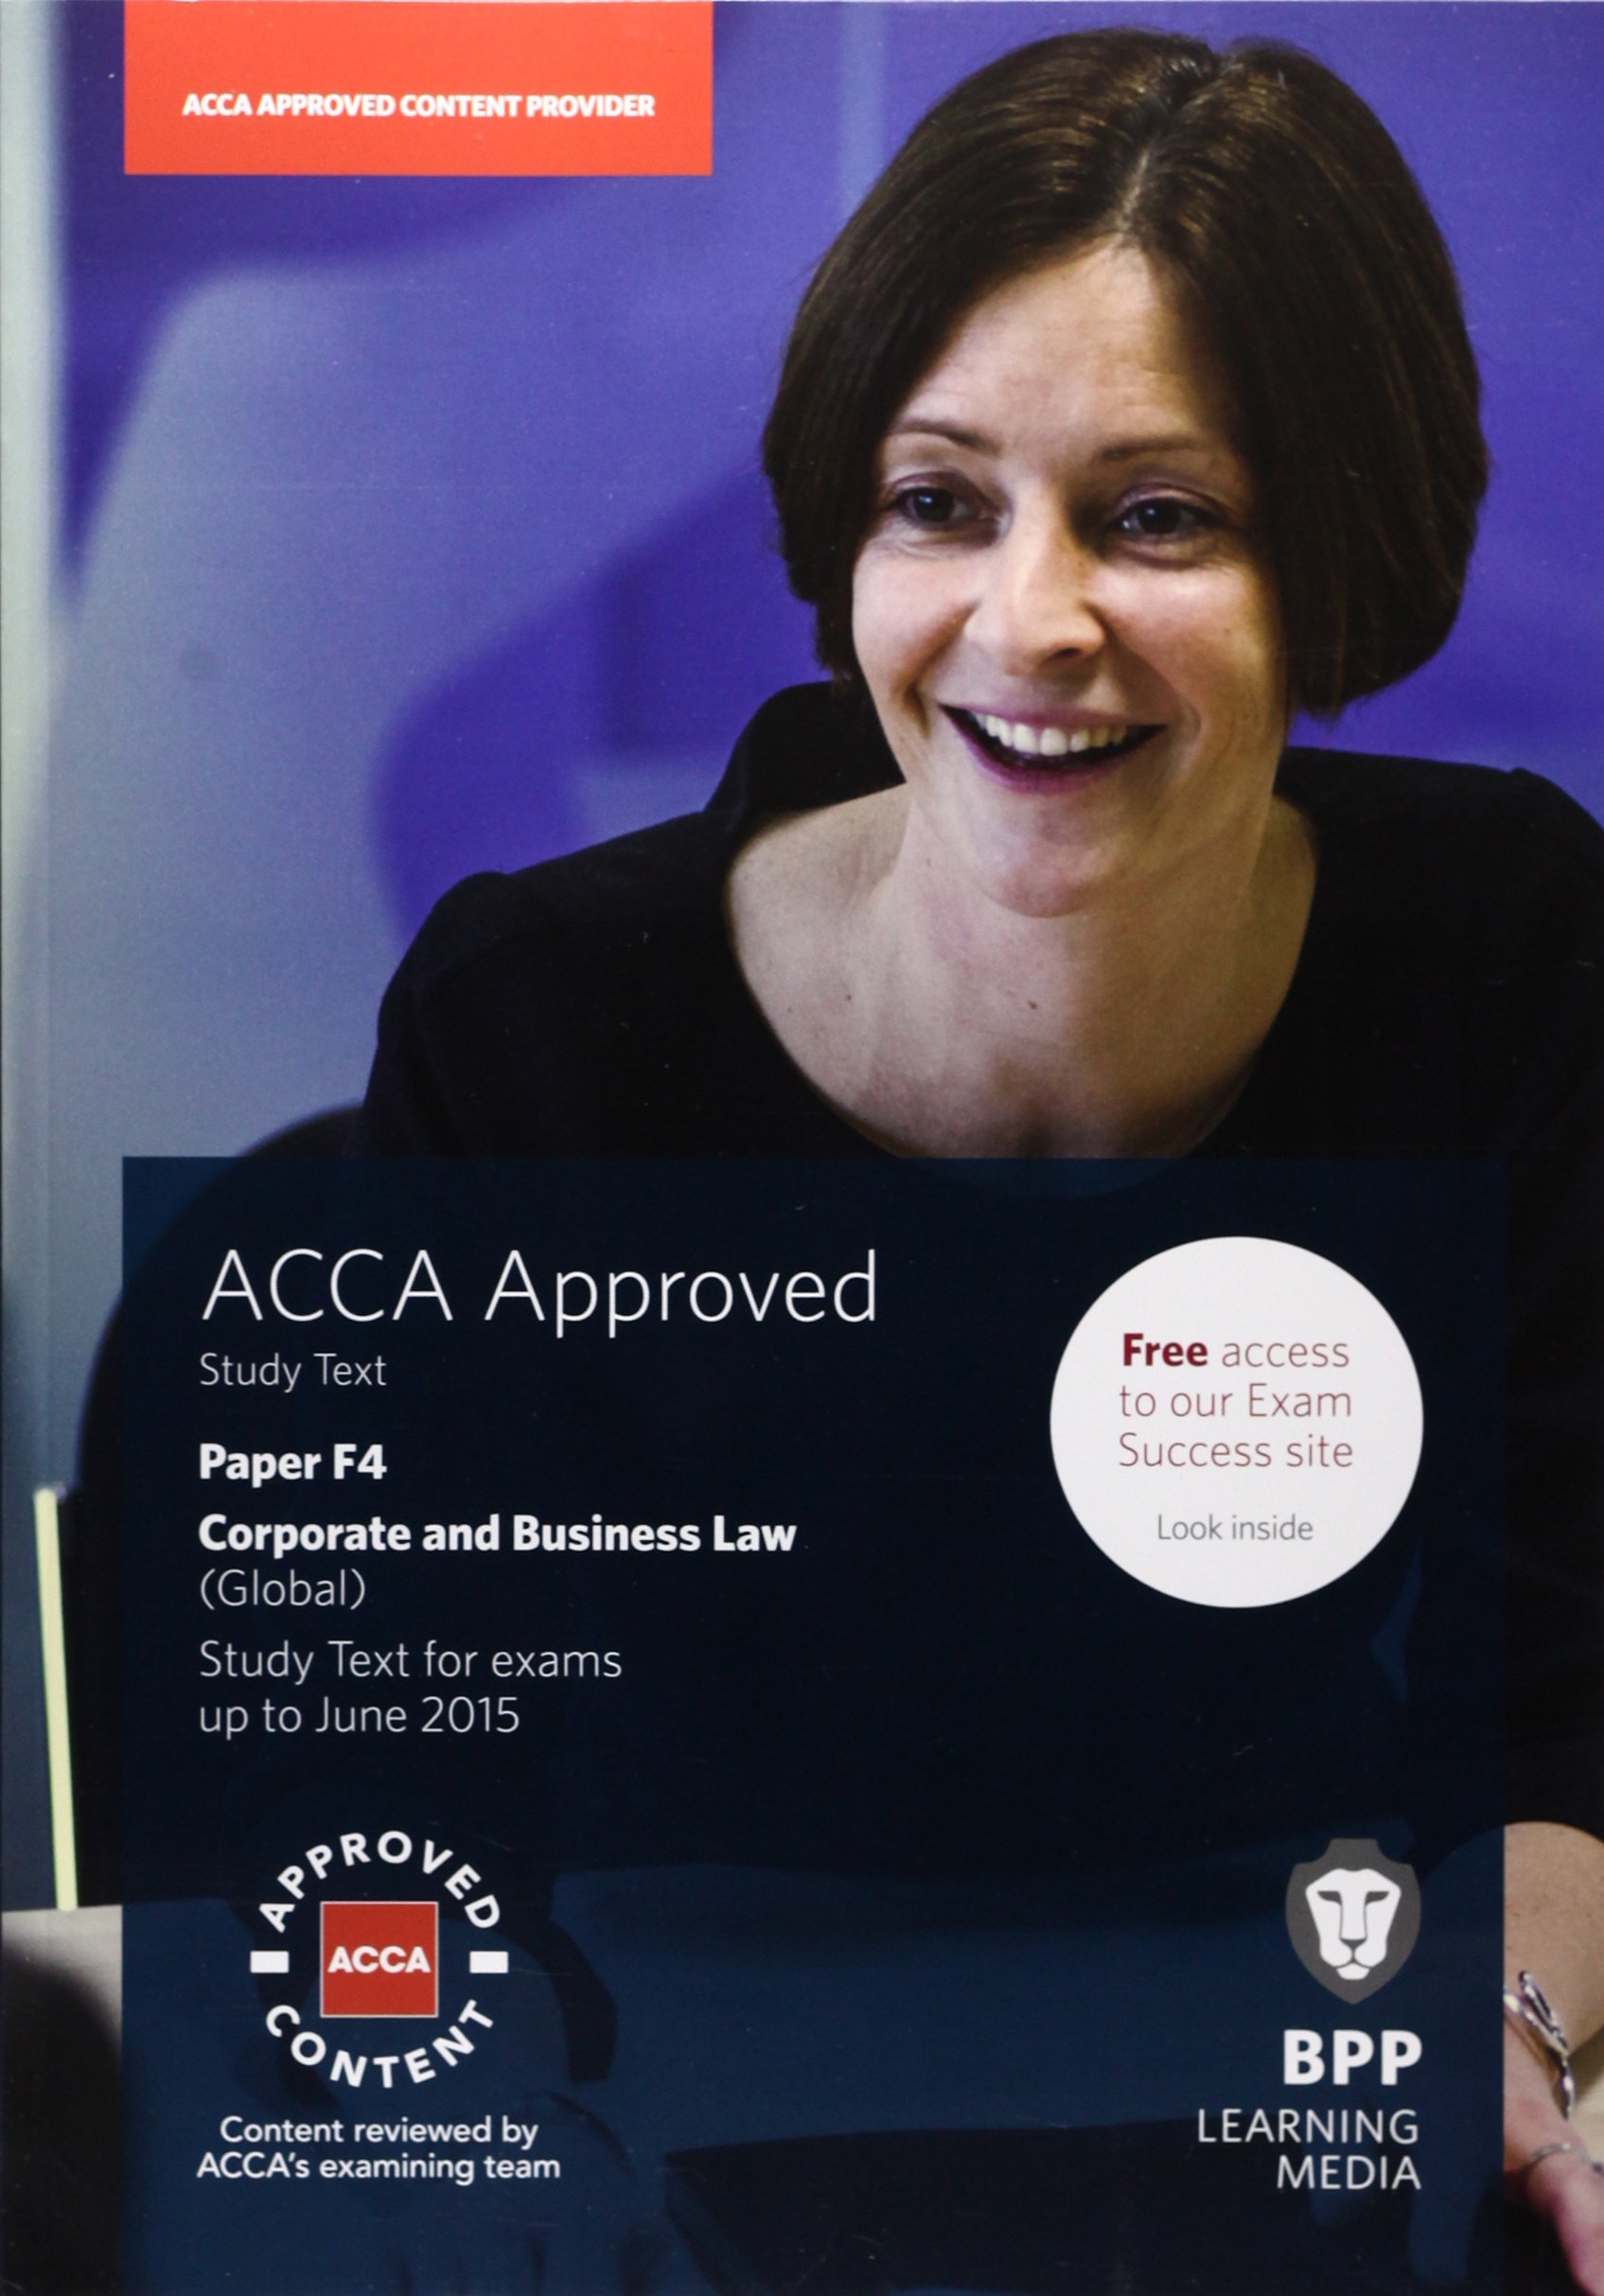 ACCA APPROVED CONTENT PROVIDER
ACCA Approved
Study Text
Paper F4
Corporate and Business Law
(Global)
Study Text for exams
up to June 2015
Free access
to our Exam
Success site
Look inside
APPROVED
ACCA
CONTENT
Content reviewed by
ACCA's examining team
BPP
LEARNING
MEDIA